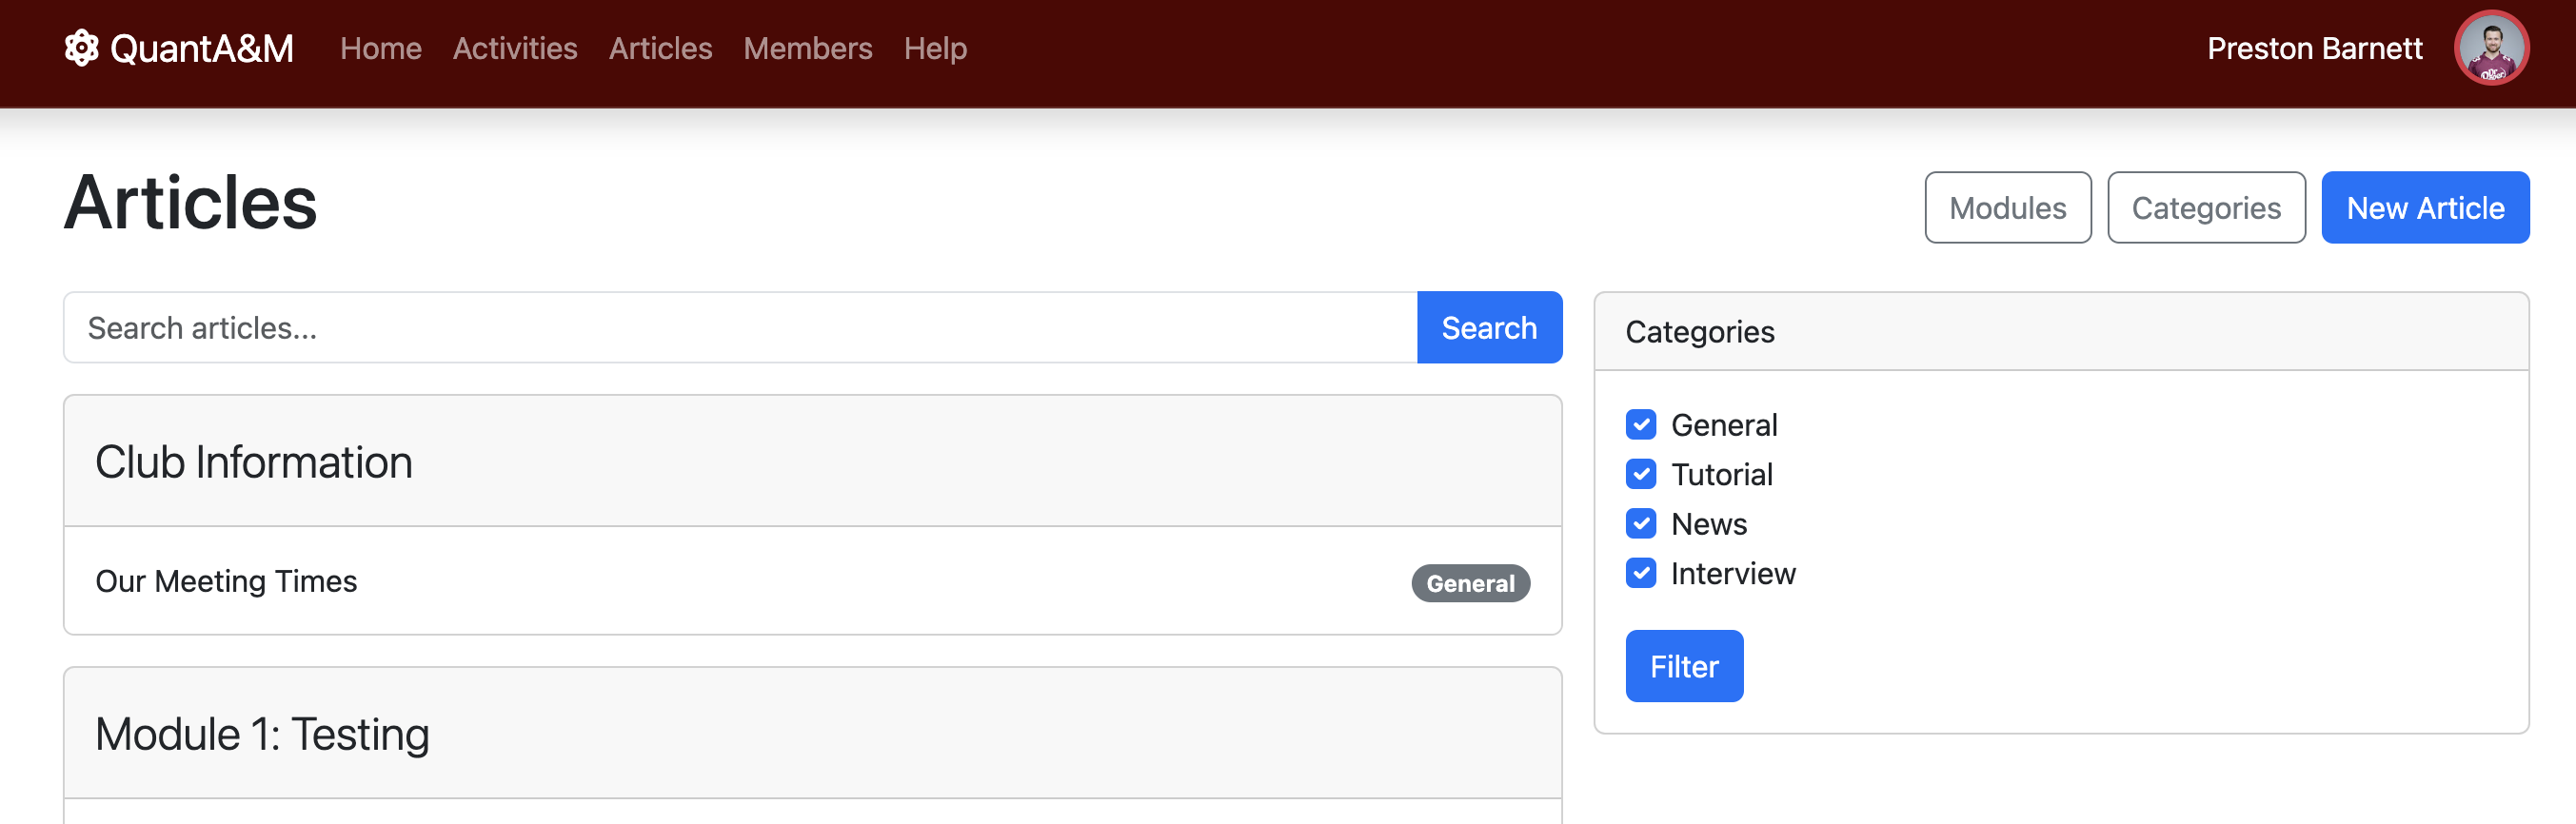 QuantA&M Home Activities Articles Members Help Preston Barnett
Articles
Modules Categories New Article
Search articles... Search
Club Information
Our Meeting Times General
Module 1: Testing
Categories
General
Tutorial
News
Interview
Filter